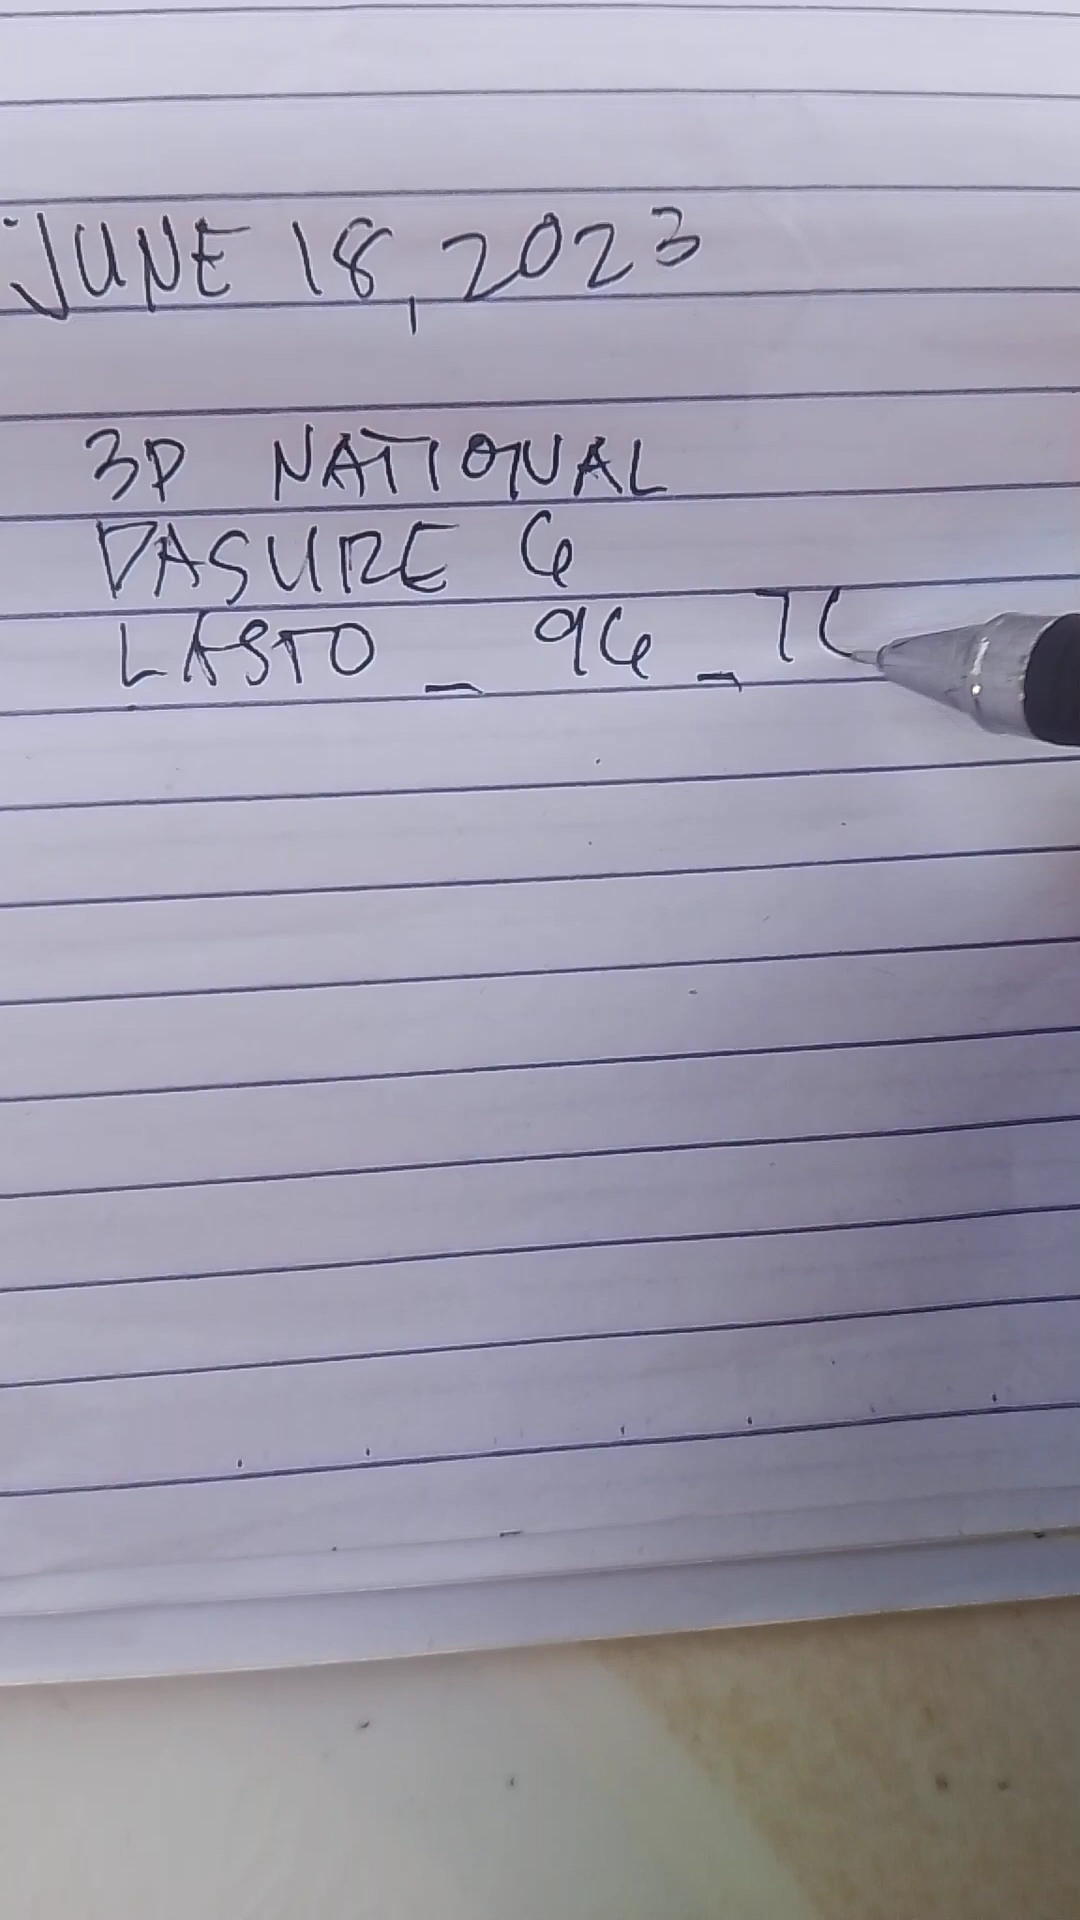 JUNE 18, 2023
3P NATIONAL
DASURE 6
LASTO _ 96 _